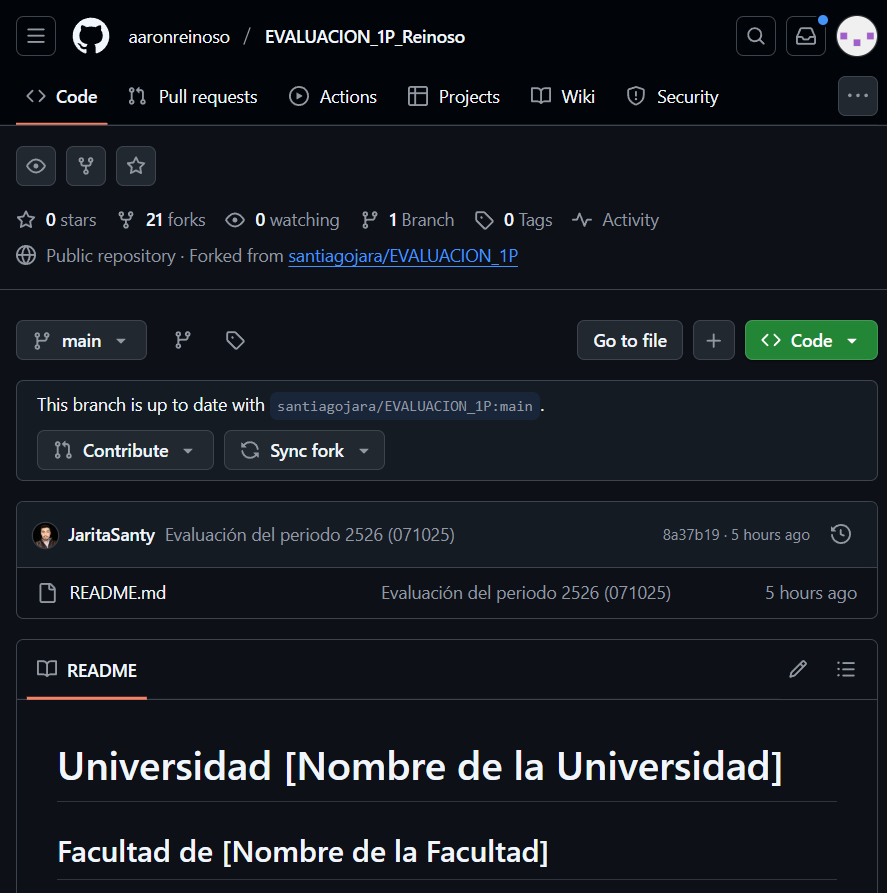 aaronreinoso / EVALUACION_1P_Reinoso
Code Pull requests Actions Projects Wiki Security
0 stars 21 forks 0 watching 1 Branch 0 Tags Activity
Public repository · Forked from santiagojara/EVALUACION_1P
main Go to file Code
This branch is up to date with santiagojara/EVALUACION_1P:main .
Contribute Sync fork
JaritaSanty Evaluación del periodo 2526 (071025) 8a37b19 · 5 hours ago
README.md Evaluación del periodo 2526 (071025) 5 hours ago
README
Universidad [Nombre de la Universidad]
Facultad de [Nombre de la Facultad]